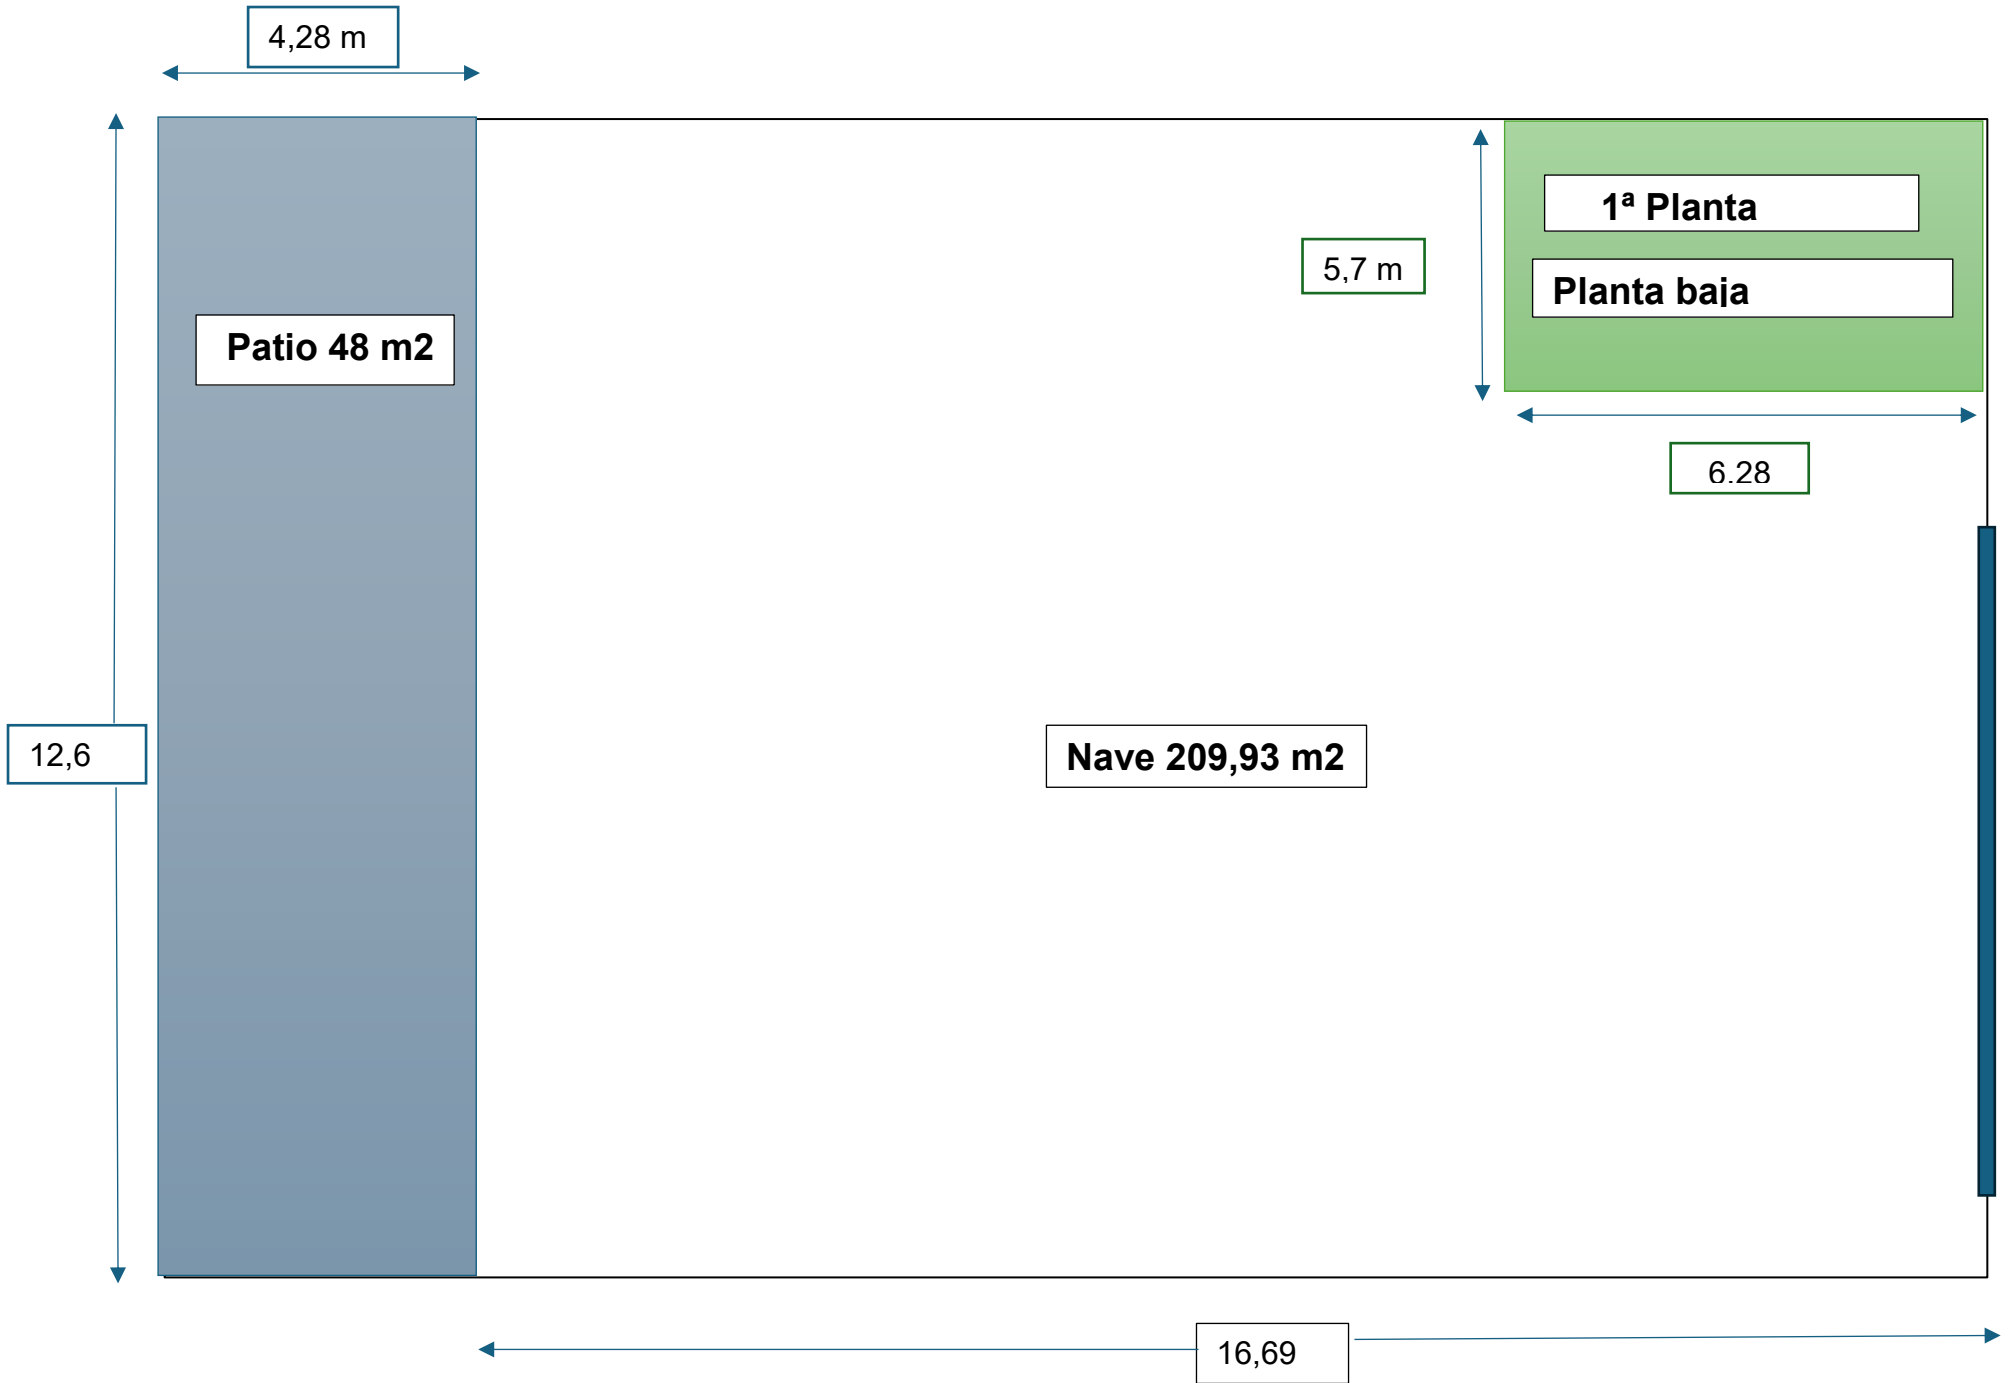 4,28 m
1ª Planta
5,7 m
Planta baja
Patio 48 m2
6.28
12,6
Nave 209,93 m2
16,69